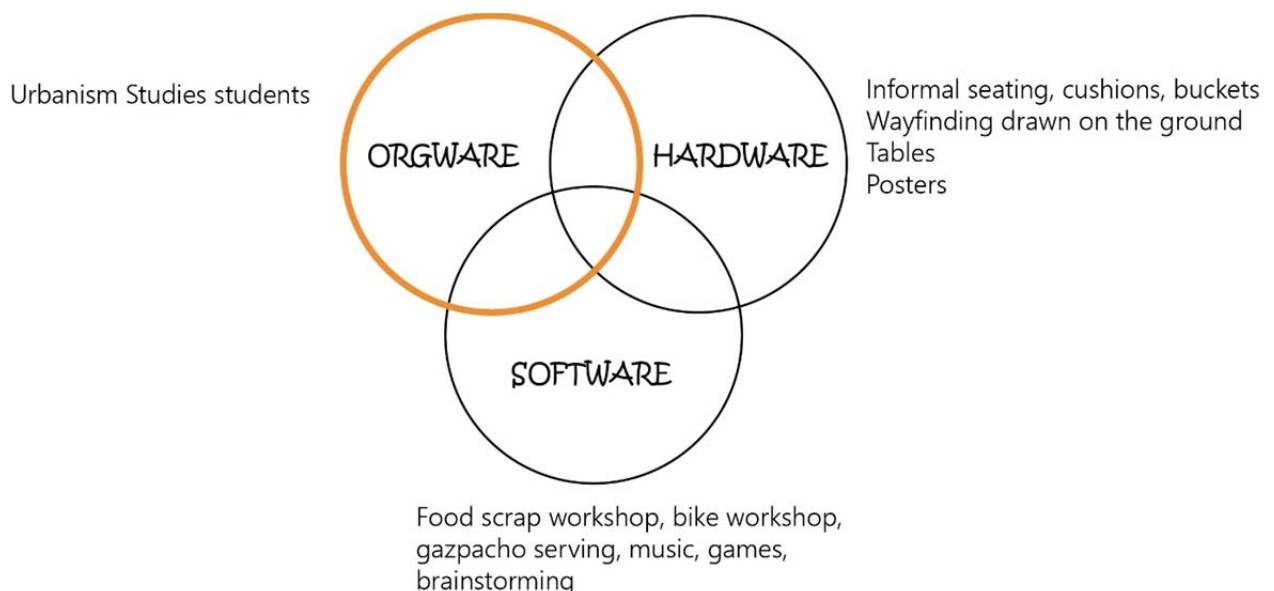 Urbanism Studies students
Informal seating, cushions, buckets
Wayfinding drawn on the ground
Tables
Posters
ORGWARE
HARDWARE
SOFTWARE
Food scrap workshop, bike workshop,
gazpacho serving, music, games,
brainstorming